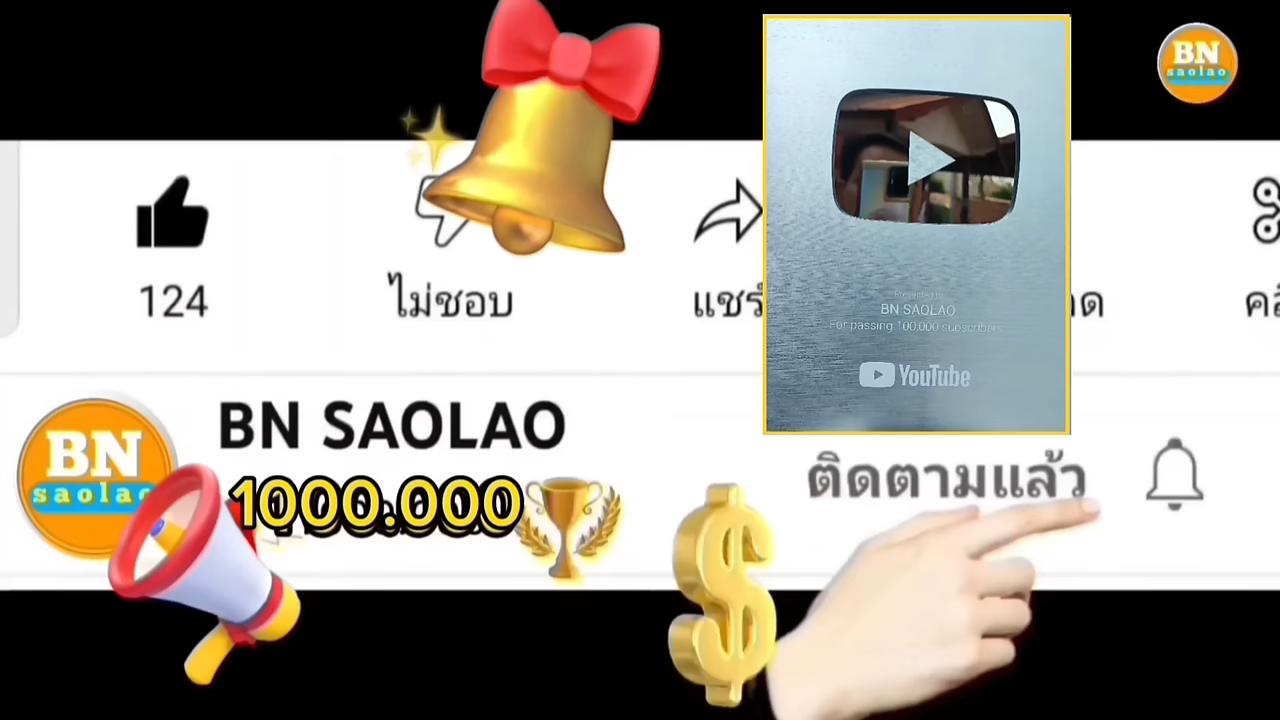 BN
saolao
124
ไม่ชอบ
แชร์
Presented to
BN SAOLAO
For passing 100,000 subscribers
YouTube
BN
saolao
BN SAOLAO
1000.000
ติดตามแล้ว